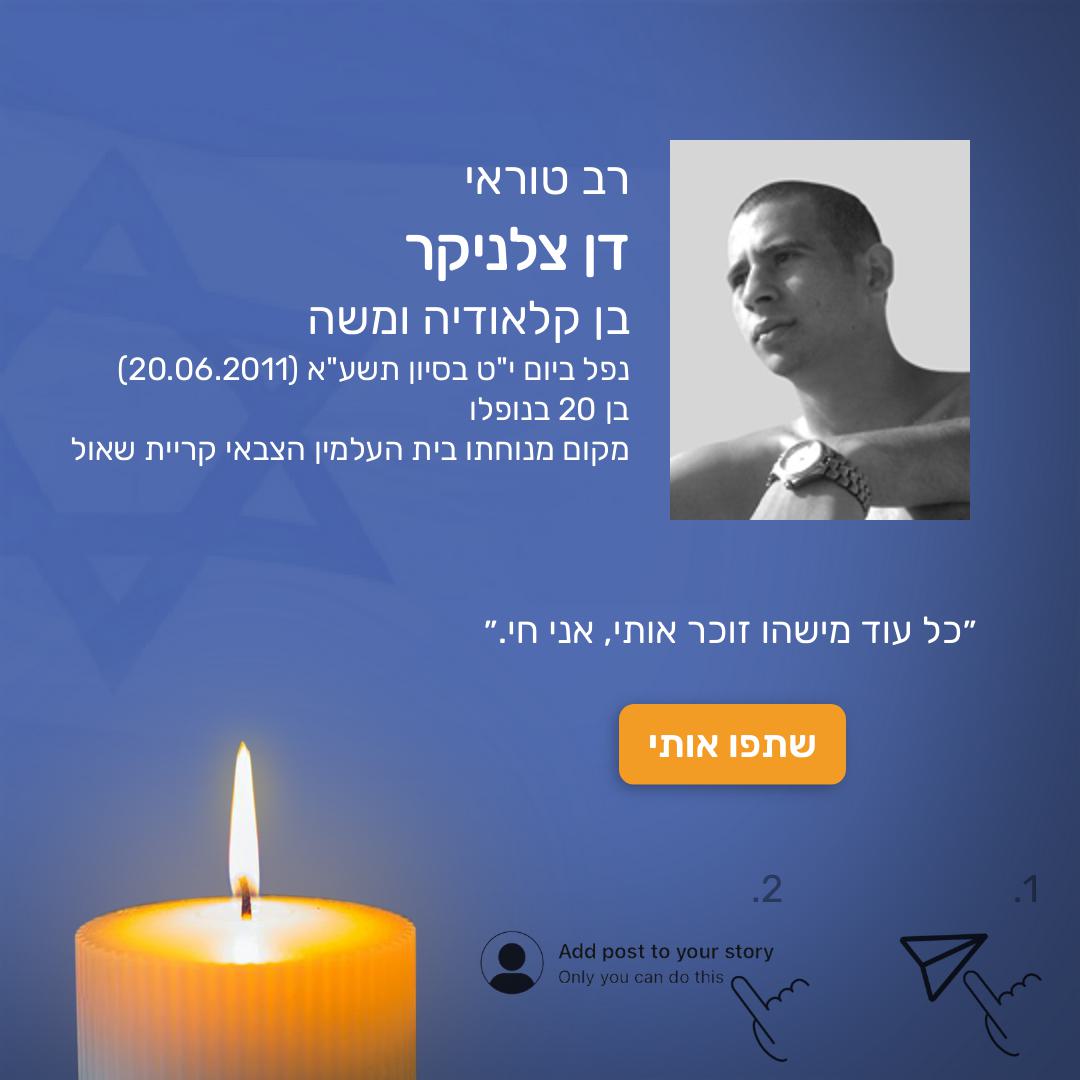 רב טוראי
דן צלניקר
בן קלאודיה ומשה
נפל ביום י"ט בסיון תשע"א (20.06.2011)
בן 20 בנופלו
מקום מנוחתו בית העלמין הצבאי קריית שאול
״כל עוד מישהו זוכר אותי, אני חי.״
שתפו אותי
1.
2.
Add post to your story
Only you can do this